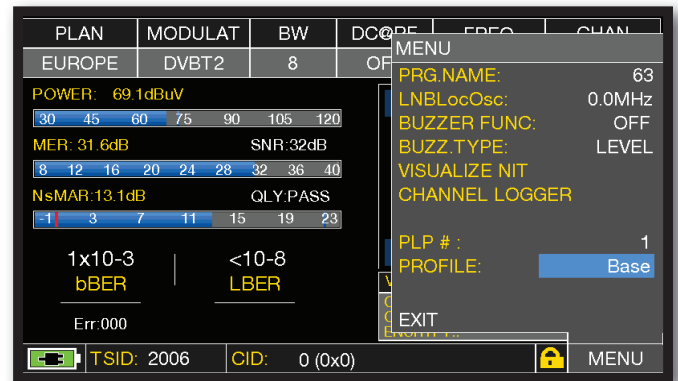 PLAN MODULAT BW
EUROPE DVBT2 8
POWER: 69.1dBuV
30 45 60 75 90 105 120
MER: 31.6dB SNR:32dB
8 12 16 20 24 28 32 36 40
NsMAR:13.1dB QLY:PASS
-1 3 7 11 15 19 23
1x10-3 <10-8
bBER LBER
Err:000
MENU
PRG.NAME: 63
LNBLocOsc: 0.0MHz
BUZZER FUNC: OFF
BUZZ.TYPE: LEVEL
VISUALIZE NIT
CHANNEL LOGGER
PLP # : 1
PROFILE: Base
EXIT
TSID: 2006 CID: 0 (0x0) MENU